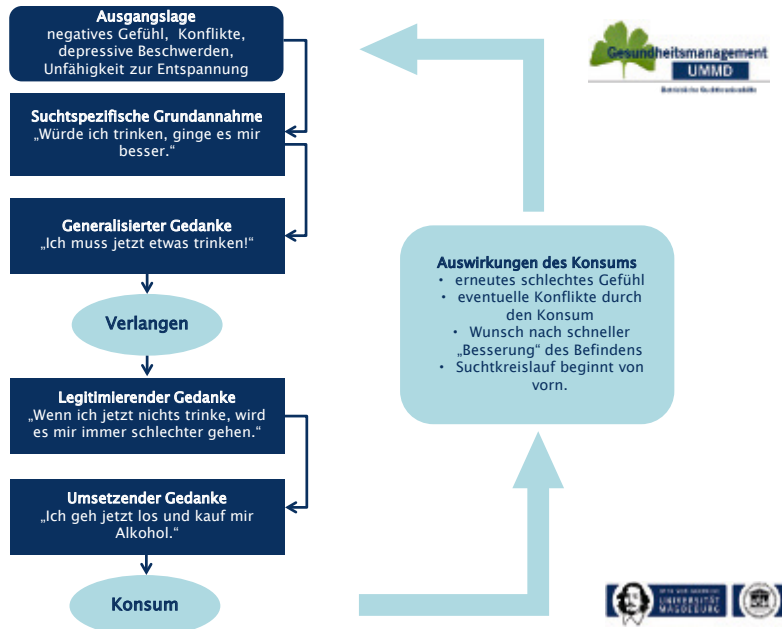 Ausgangslage
negatives Gefühl, Konflikte,
depressive Beschwerden,
Unfähigkeit zur Entspannung
Suchtspezifische Grundannahme
„Würde ich trinken, ginge es mir
besser.“
Generalisierter Gedanke
„Ich muss jetzt etwas trinken!“
Verlangen
Legitimierender Gedanke
„Wenn ich jetzt nichts trinke, wird
es mir immer schlechter gehen.“
Umsetzender Gedanke
„Ich geh jetzt los und kauf mir
Alkohol.“
Konsum
Auswirkungen des Konsums
• erneutes schlechtes Gefühl
• eventuelle Konflikte durch
den Konsum
• Wunsch nach schneller
„Besserung“ des Befindens
• Suchtkreislauf beginnt von
vorn.
Gesundheitsmanagement
UMMD
UNIVERSITÄT
MAGDEBURG